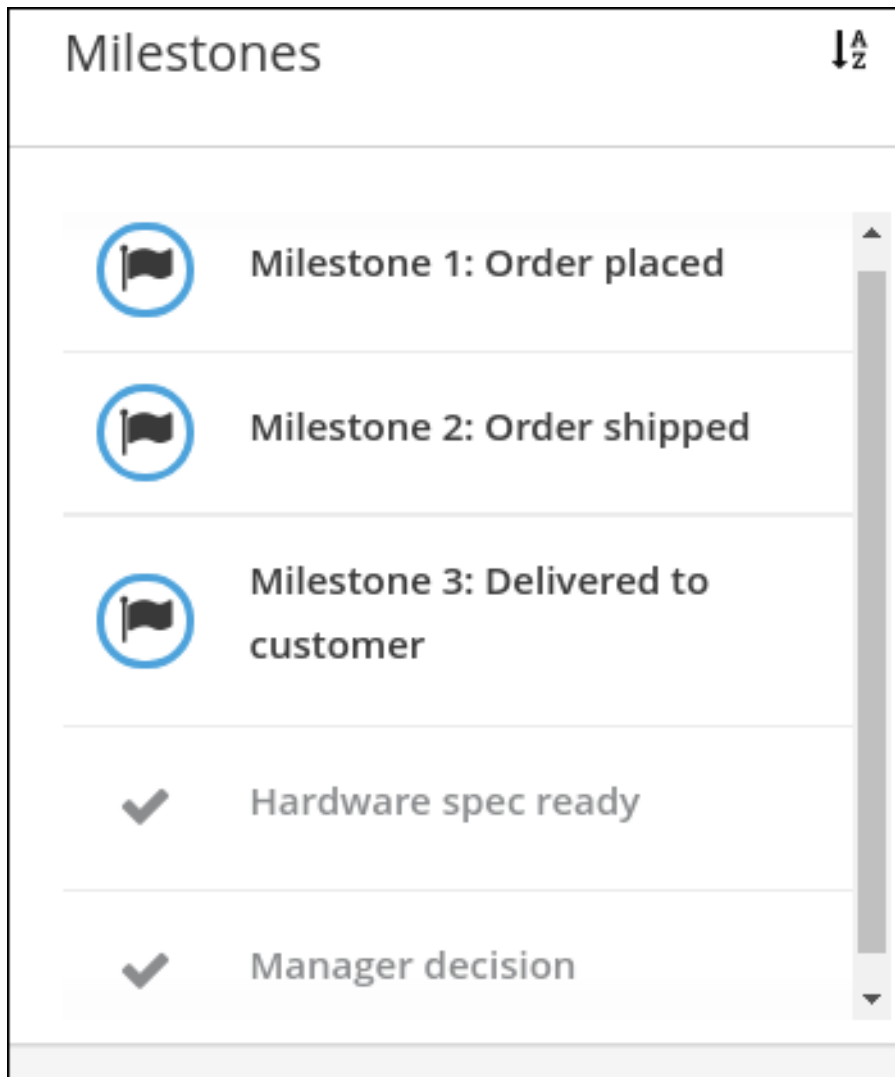 Milestones
Milestone 1: Order placed
Milestone 2: Order shipped
Milestone 3: Delivered to
customer
Hardware spec ready
Manager decision